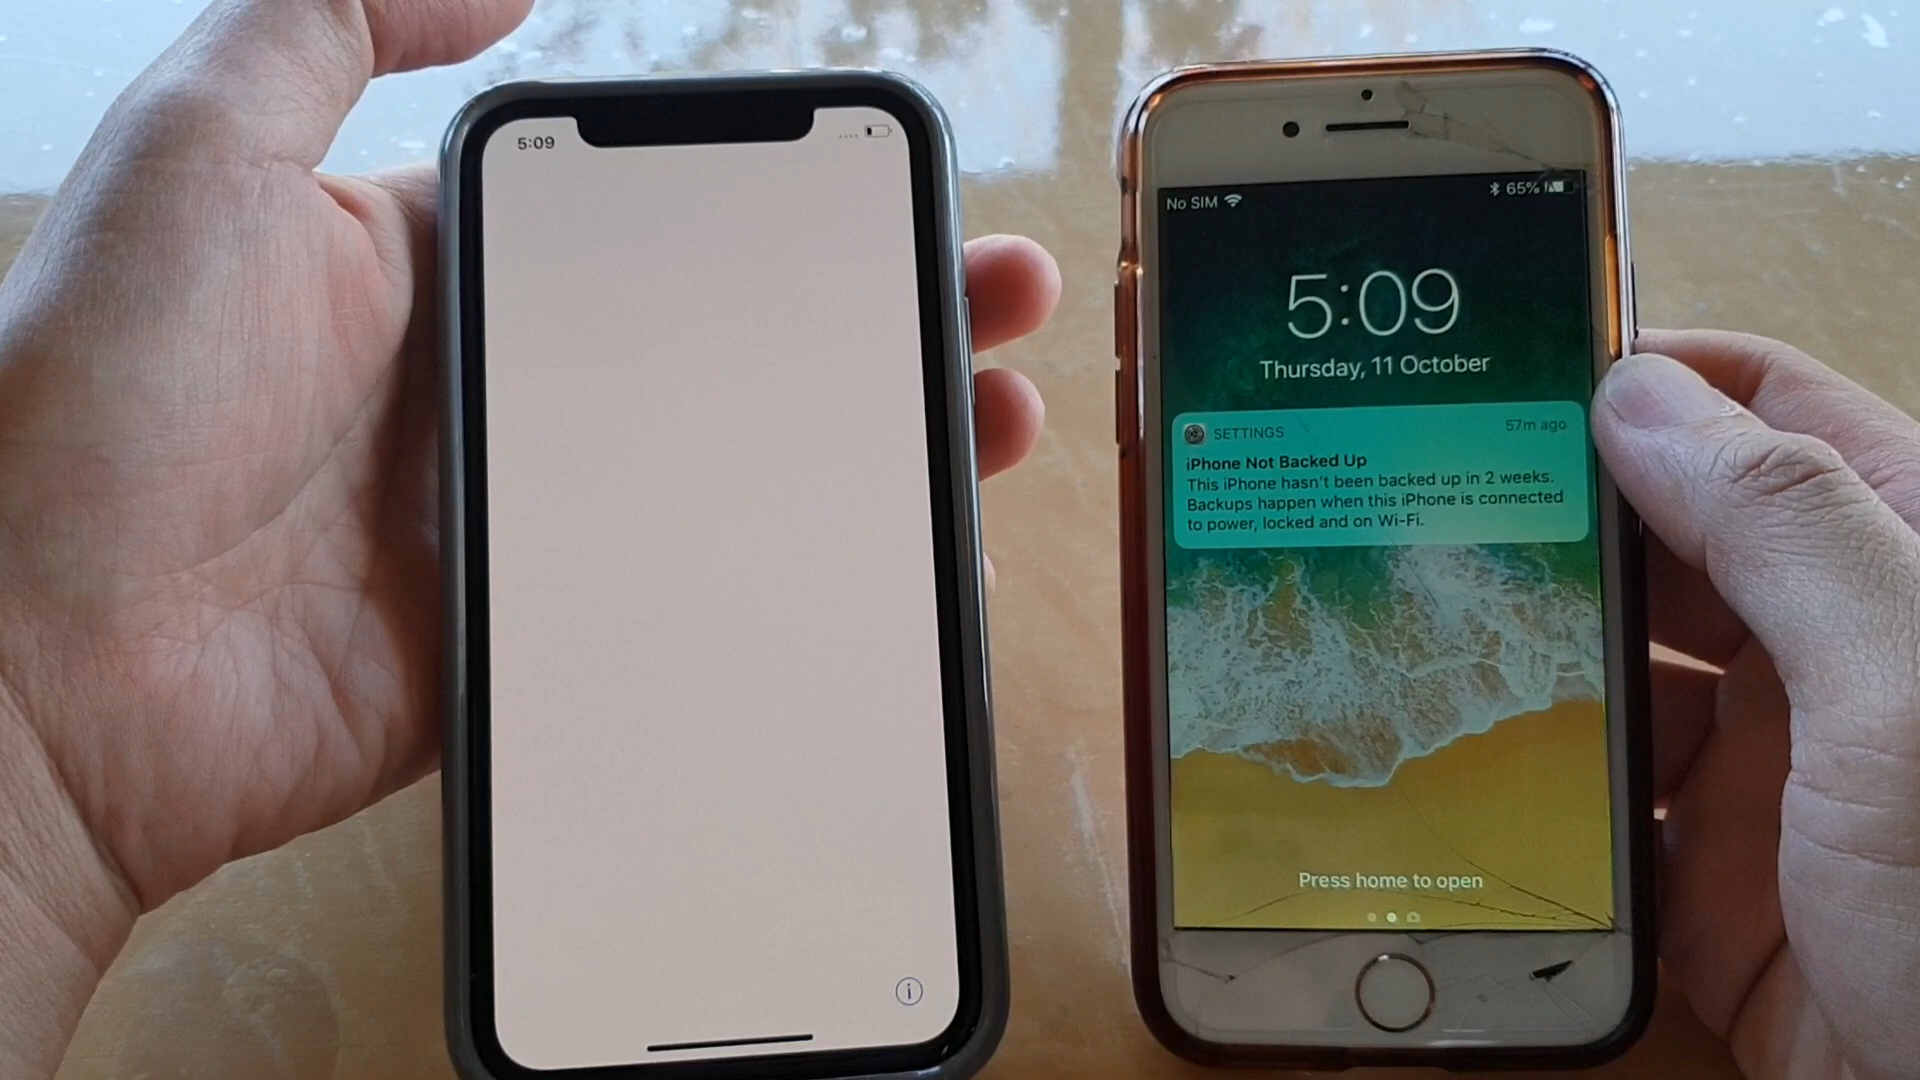 5:09
No SIM
65%
5:09
Thursday, 11 October
SETTINGS
57m ago
iPhone Not Backed Up
This iPhone hasn't been backed up in 2 weeks.
Backups happen when this iPhone is connected
to power, locked and on Wi-Fi.
Press home to open
i